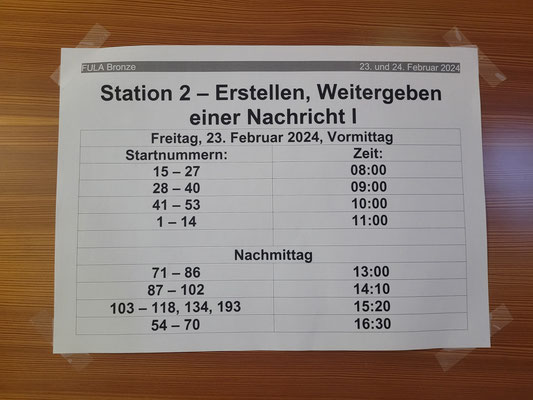 FULA Bronze 23. und 24. Februar 2024
Station 2 – Erstellen, Weitergeben
einer Nachricht I
Freitag, 23. Februar 2024, Vormittag
Startnummern: Zeit:
15 – 27 08:00
28 – 40 09:00
41 – 53 10:00
1 – 14 11:00
Nachmittag
71 – 86 13:00
87 – 102 14:10
103 – 118, 134, 193 15:20
54 – 70 16:30